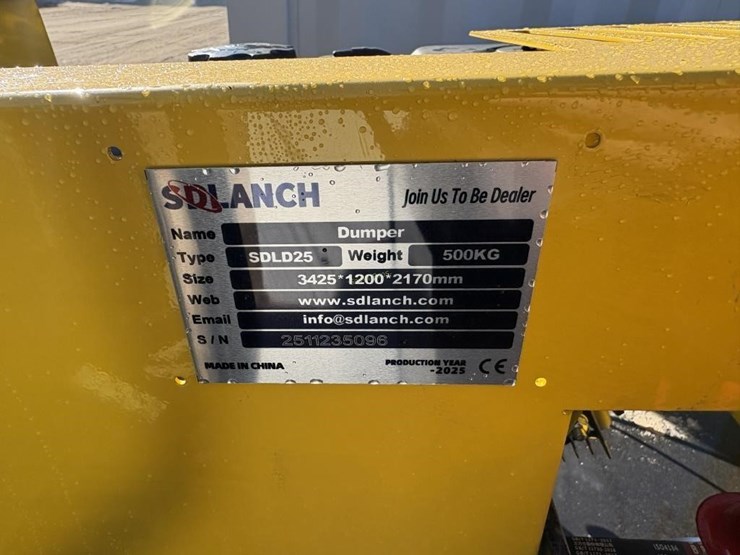 SDLANCH Join Us To Be Dealer
Name Dumper
Type SDLD25 Weight 500KG
Size 3425*1200*2170mm
Web www.sdlanch.com
Email info@sdlanch.com
S / N 2511235096
MADE IN CHINA PRODUCTION YEAR
-2025 CE